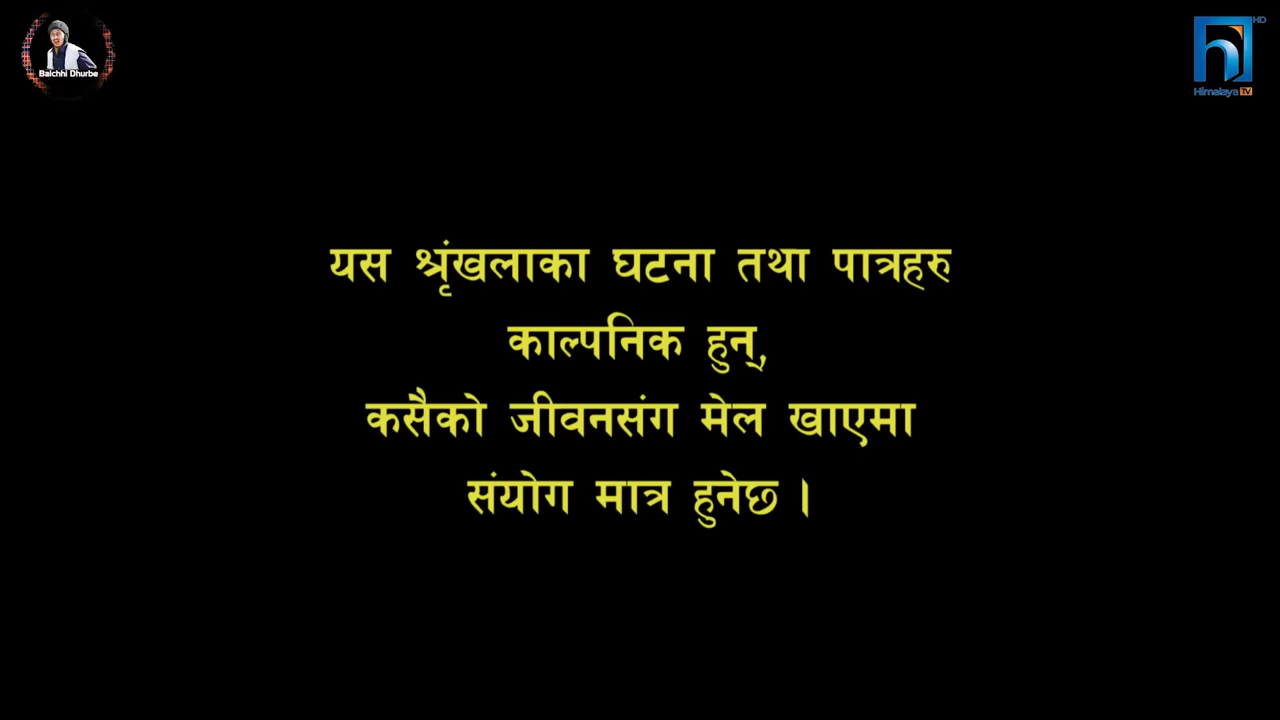 Baichhi Dhurbe
HD
Himalaya TV
यस श्रृंखलाका घटना तथा पात्रहरु
काल्पनिक हुन्,
कसैको जीवनसंग मेल खाएमा
संयोग मात्र हुनेछ ।